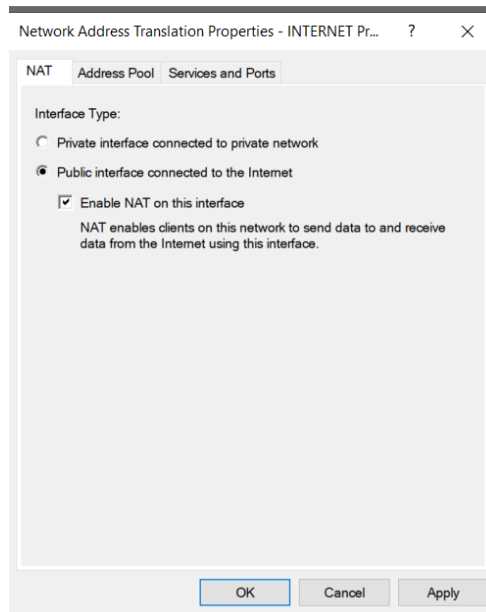 Network Address Translation Properties - INTERNET Pr... ?
NAT Address Pool Services and Ports
Interface Type:
Private interface connected to private network
Public interface connected to the Internet
Enable NAT on this interface
NAT enables clients on this network to send data to and receive
data from the Internet using this interface.
OK Cancel Apply